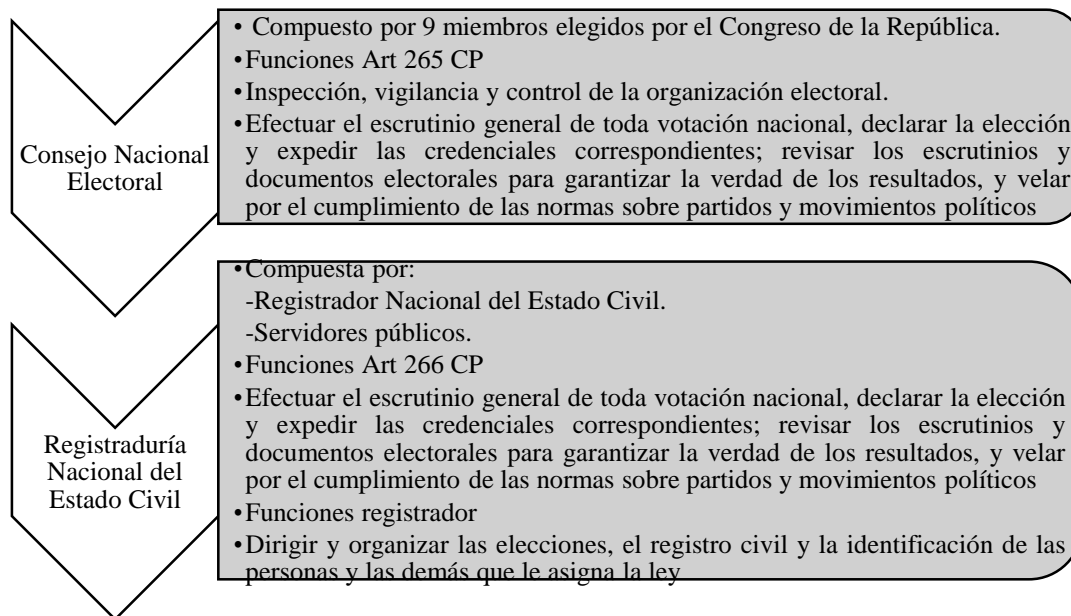 Consejo Nacional
Electoral
• Compuesto por 9 miembros elegidos por el Congreso de la República.
•Funciones Art 265 CP
•Inspección, vigilancia y control de la organización electoral.
•Efectuar el escrutinio general de toda votación nacional, declarar la elección
y expedir las credenciales correspondientes; revisar los escrutinios y
documentos electorales para garantizar la verdad de los resultados, y velar
por el cumplimiento de las normas sobre partidos y movimientos políticos
Registraduría
Nacional del
Estado Civil
•Compuesta por:
-Registrador Nacional del Estado Civil.
-Servidores públicos.
•Funciones Art 266 CP
•Efectuar el escrutinio general de toda votación nacional, declarar la elección
y expedir las credenciales correspondientes; revisar los escrutinios y
documentos electorales para garantizar la verdad de los resultados, y velar
por el cumplimiento de las normas sobre partidos y movimientos políticos
•Funciones registrador
•Dirigir y organizar las elecciones, el registro civil y la identificación de las
personas y las demás que le asigna la ley